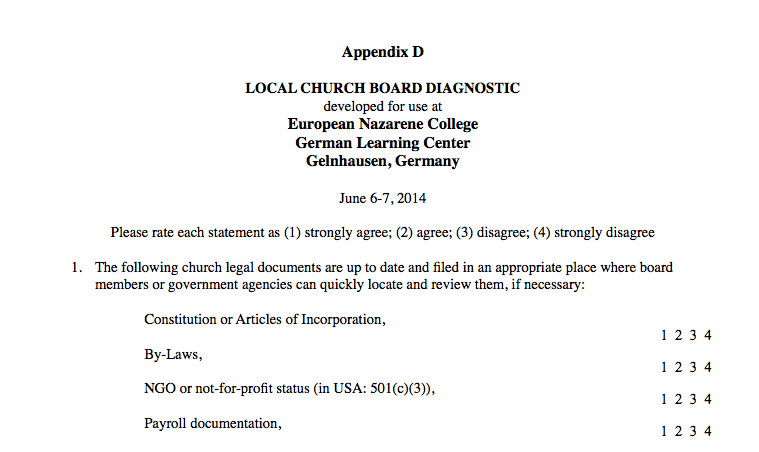 Appendix D
LOCAL CHURCH BOARD DIAGNOSTIC
developed for use at
European Nazarene College
German Learning Center
Gelnhausen, Germany
June 6-7, 2014
Please rate each statement as (1) strongly agree; (2) agree; (3) disagree; (4) strongly disagree
1. The following church legal documents are up to date and filed in an appropriate place where board
members or government agencies can quickly locate and review them, if necessary:
Constitution or Articles of Incorporation,
1 2 3 4
By-Laws,
1 2 3 4
NGO or not-for-profit status (in USA: 501(c)(3)),
1 2 3 4
Payroll documentation,
1 2 3 4